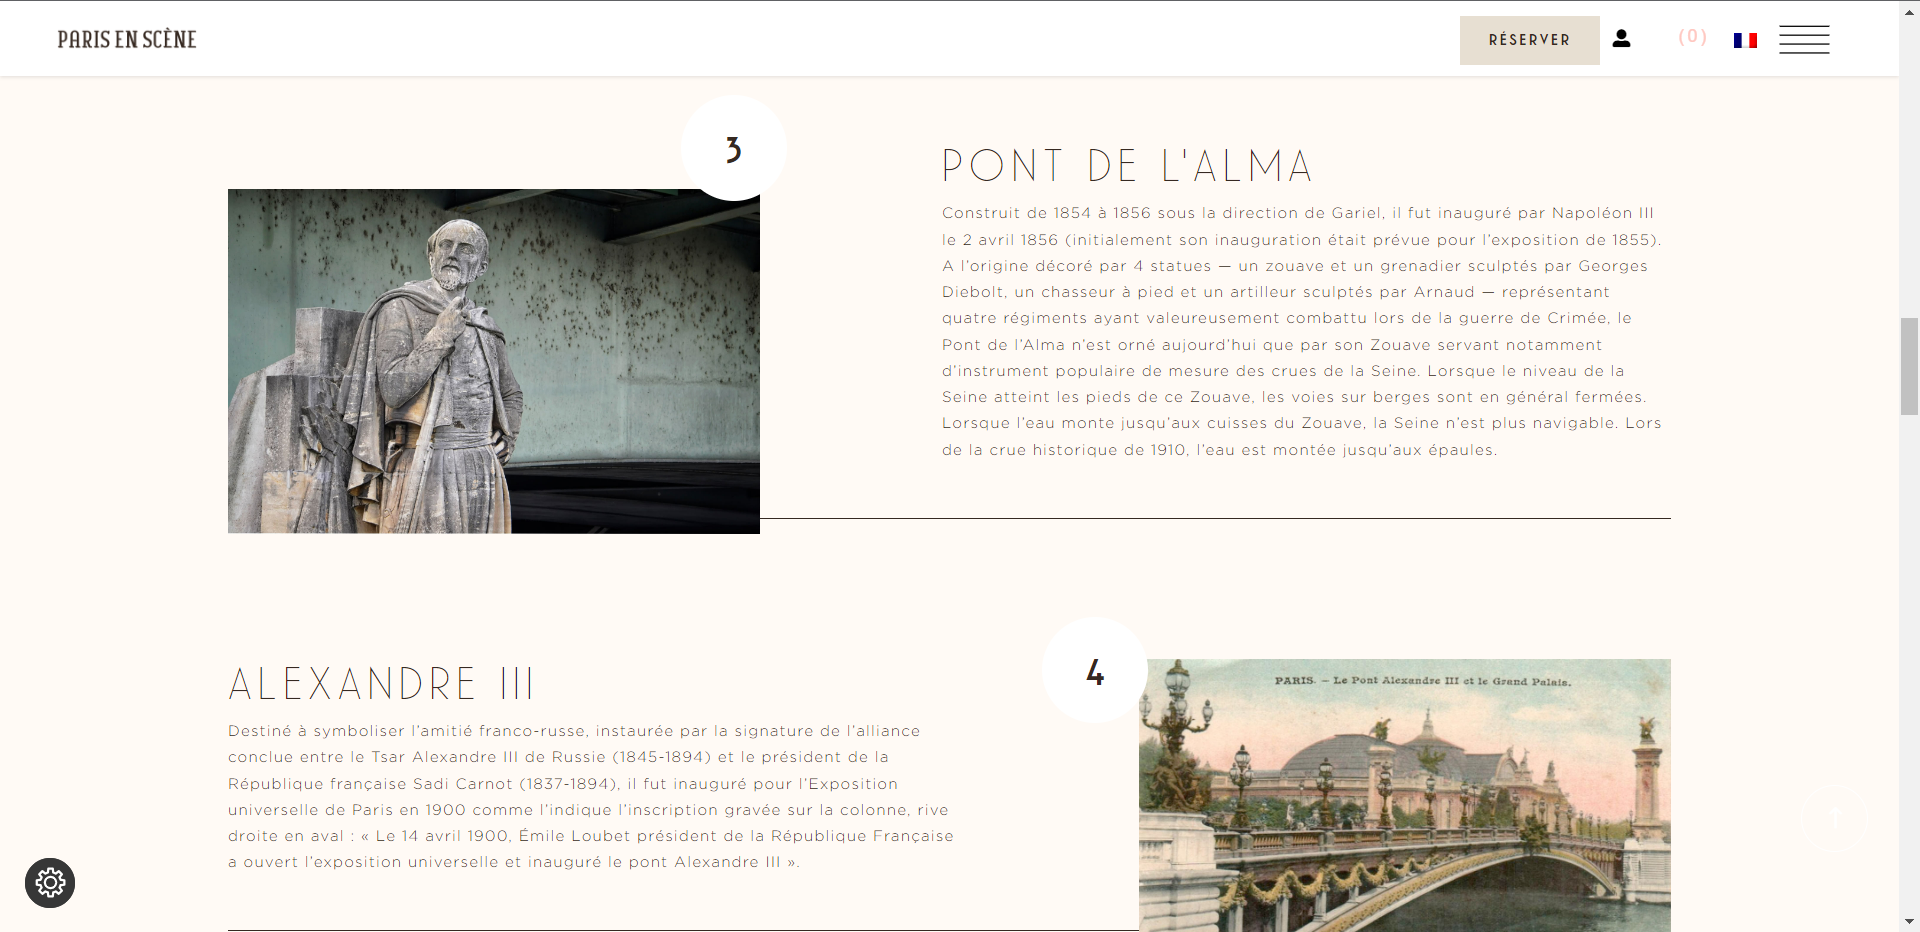 PARIS EN SCÈNE
RÉSERVER
(0)
3
PONT DE L'ALMA
Construit de 1854 à 1856 sous la direction de Gariel, il fut inauguré par Napoléon III
le 2 avril 1856 (initialement son inauguration était prévue pour l’exposition de 1855).
A l’origine décoré par 4 statues — un zouave et un grenadier sculptés par Georges
Diebolt, un chasseur à pied et un artilleur sculptés par Arnaud — représentant
quatre régiments ayant valeureusement combattu lors de la guerre de Crimée, le
Pont de l’Alma n’est orné aujourd’hui que par son Zouave servant notamment
d’instrument populaire de mesure des crues de la Seine. Lorsque le niveau de la
Seine atteint les pieds de ce Zouave, les voies sur berges sont en général fermées.
Lorsque l’eau monte jusqu’aux cuisses du Zouave, la Seine n’est plus navigable. Lors
de la crue historique de 1910, l’eau est montée jusqu’aux épaules.
ALEXANDRE III
Destiné à symboliser l’amitié franco-russe, instaurée par la signature de l’alliance
conclue entre le Tsar Alexandre III de Russie (1845-1894) et le président de la
République française Sadi Carnot (1837-1894), il fut inauguré pour l’Exposition
universelle de Paris en 1900 comme l’indique l’inscription gravée sur la colonne, rive
droite en aval : « Le 14 avril 1900, Émile Loubet président de la République Française
a ouvert l’exposition universelle et inauguré le pont Alexandre III ».
4
PARIS. — Le Pont Alexandre III et le Grand Palais.